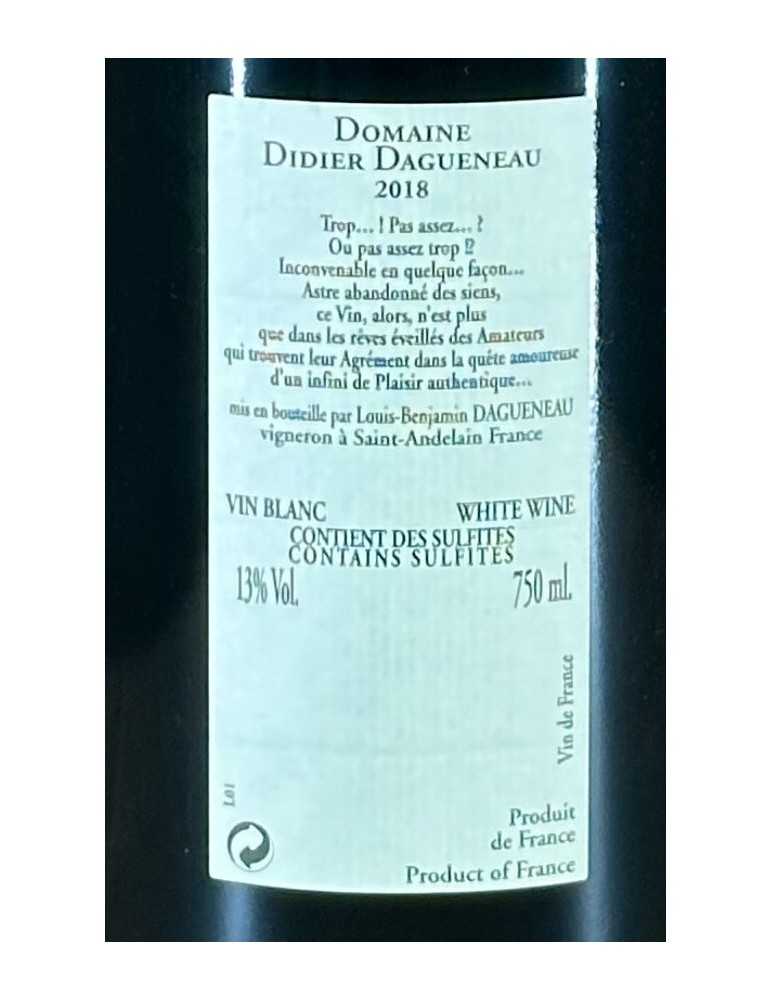 DOMAINE
DIDIER DAGUENEAU
2018
Trop... ! Pas assez... ?
Ou pas assez trop !?
Inconvenable en quelque façon...
Astre abandonné des siens,
ce Vin, alors, n'est plus
que dans les rêves éveillés des Amateurs
qui trouvent leur Agrément dans la quête amoureuse
d'un infini de Plaisir authentique...
mis en bouteille par Louis-Benjamin DAGUENEAU
vigneron à Saint-Andelain France
VIN BLANC WHITE WINE
CONTIENT DES SULFITES
CONTAINS SULFITES
13% Vol. 750 ml.
Vin de France
L01
Produit
de France
Product of France